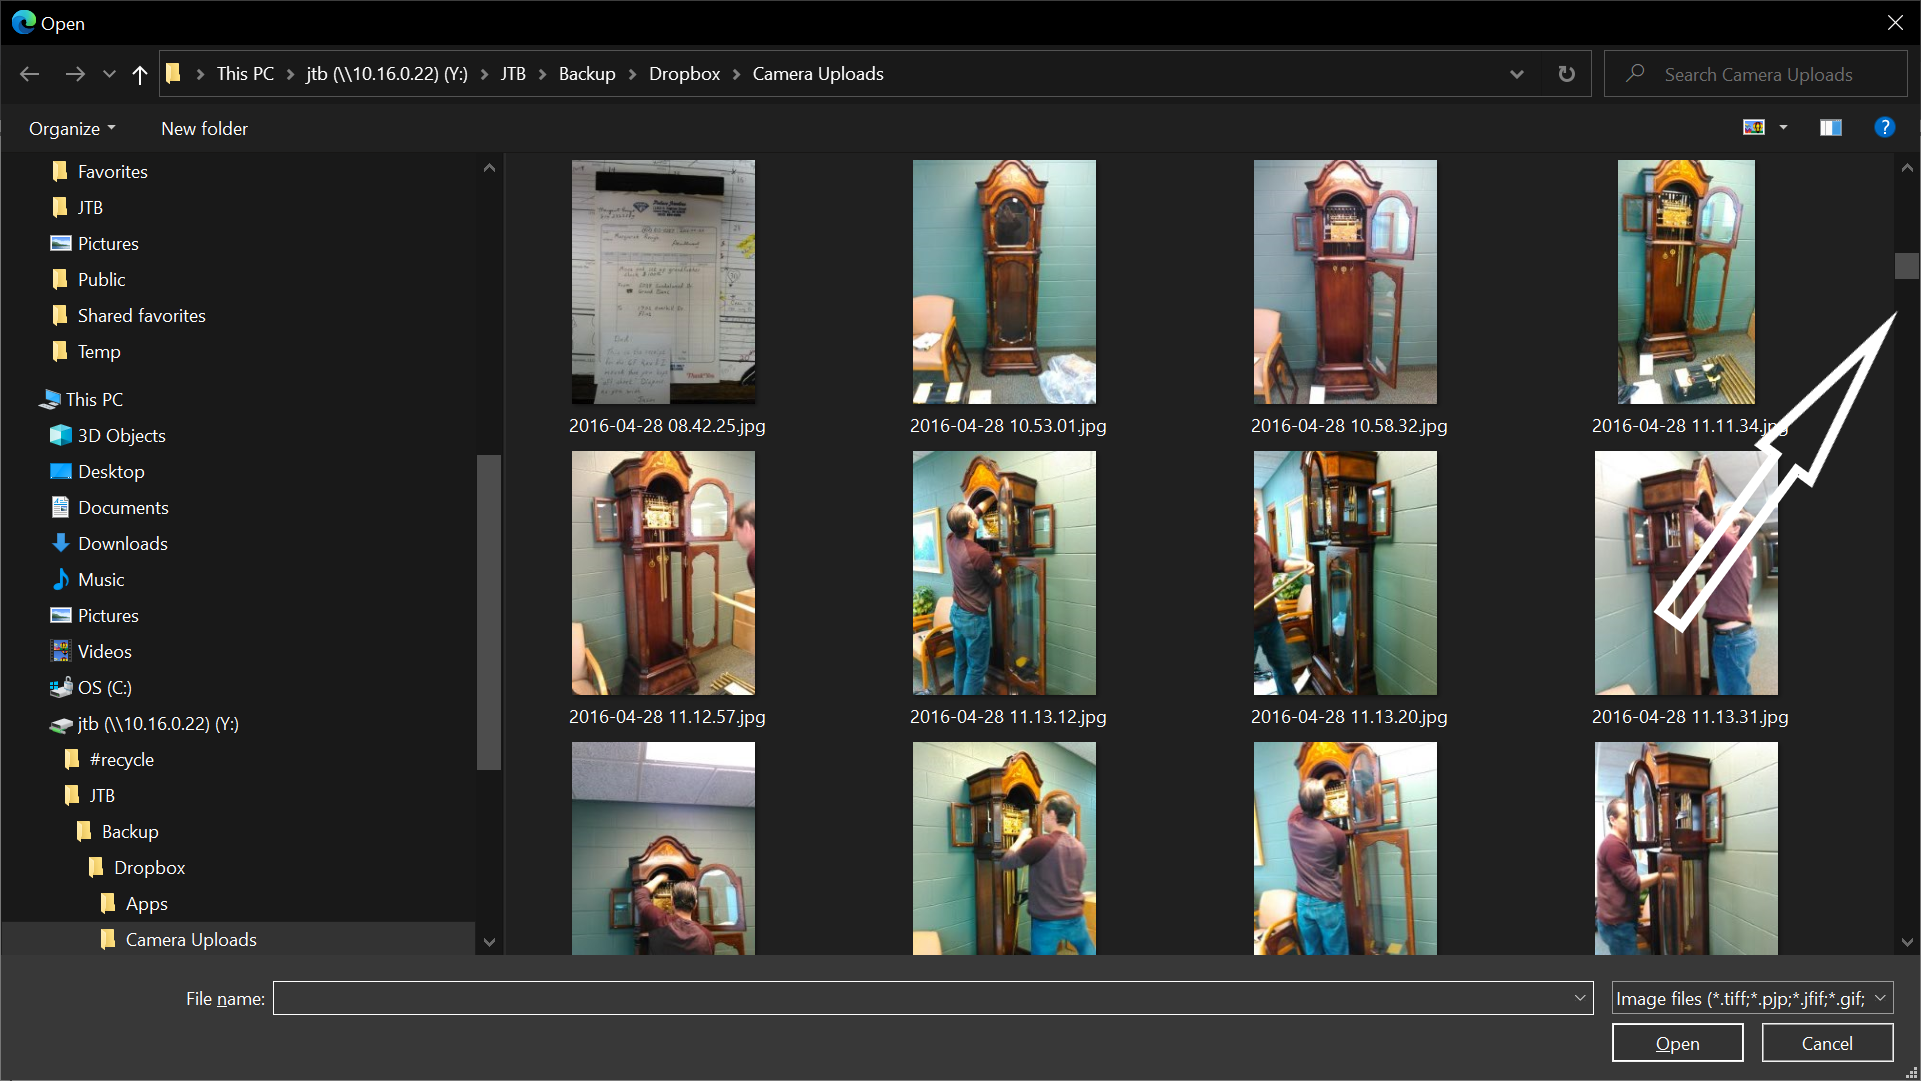 Open
This PC
jtb (\\10.16.0.22) (Y:)
JTB
Backup
Dropbox
Camera Uploads
Search Camera Uploads
Organize
New folder
?
Favorites
JTB
Pictures
Public
Shared favorites
Temp
This PC
3D Objects
Desktop
Documents
Downloads
Music
Pictures
Videos
OS (C:)
jtb (\\10.16.0.22) (Y:)
#recycle
JTB
Backup
Dropbox
Apps
Camera Uploads
2016-04-28 08.42.25.jpg
2016-04-28 10.53.01.jpg
2016-04-28 10.58.32.jpg
2016-04-28 11.11.34.jpg
2016-04-28 11.12.57.jpg
2016-04-28 11.13.12.jpg
2016-04-28 11.13.20.jpg
2016-04-28 11.13.31.jpg
File name:
Image files (*.tiff;*.pjp;*.jfif;*.gif;
Open
Cancel